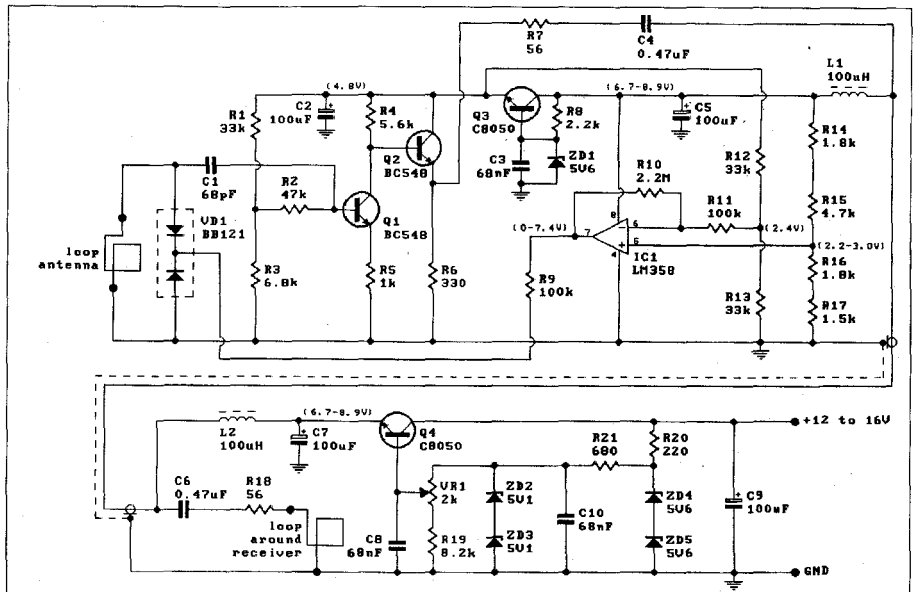 R7
56
C4
0.47uF
L1
100uH
(4.8V)
(6.7-8.9V)
R1
33k
C2
100uF
R4
5.6k
Q2
BC548
Q3
C8050
R8
2.2k
C5
100uF
R14
1.8k
C3
68nF
ZD1
5V6
R12
33k
C1
68pF
R2
47k
Q1
BC548
R10
2.2M
R11
100k
R15
4.7k
VD1
BB121
(0-7.4V)
7
8
6
5
4
-
+
(2.4V)
(2.2-3.0V)
IC1
LM358
loop
antenna
R3
6.8k
R5
1k
R6
330
R9
100k
R13
33k
R16
1.8k
R17
1.5k
(6.7-8.9V)
L2
100uH
C7
100uF
Q4
C8050
R21
680
R20
220
+12 to 16V
C6
0.47uF
R18
56
VR1
2k
ZD2
5V1
ZD4
5V6
C9
100uF
loop
around
receiver
C8
68nF
R19
8.2k
ZD3
5V1
C10
68nF
ZD5
5V6
GND